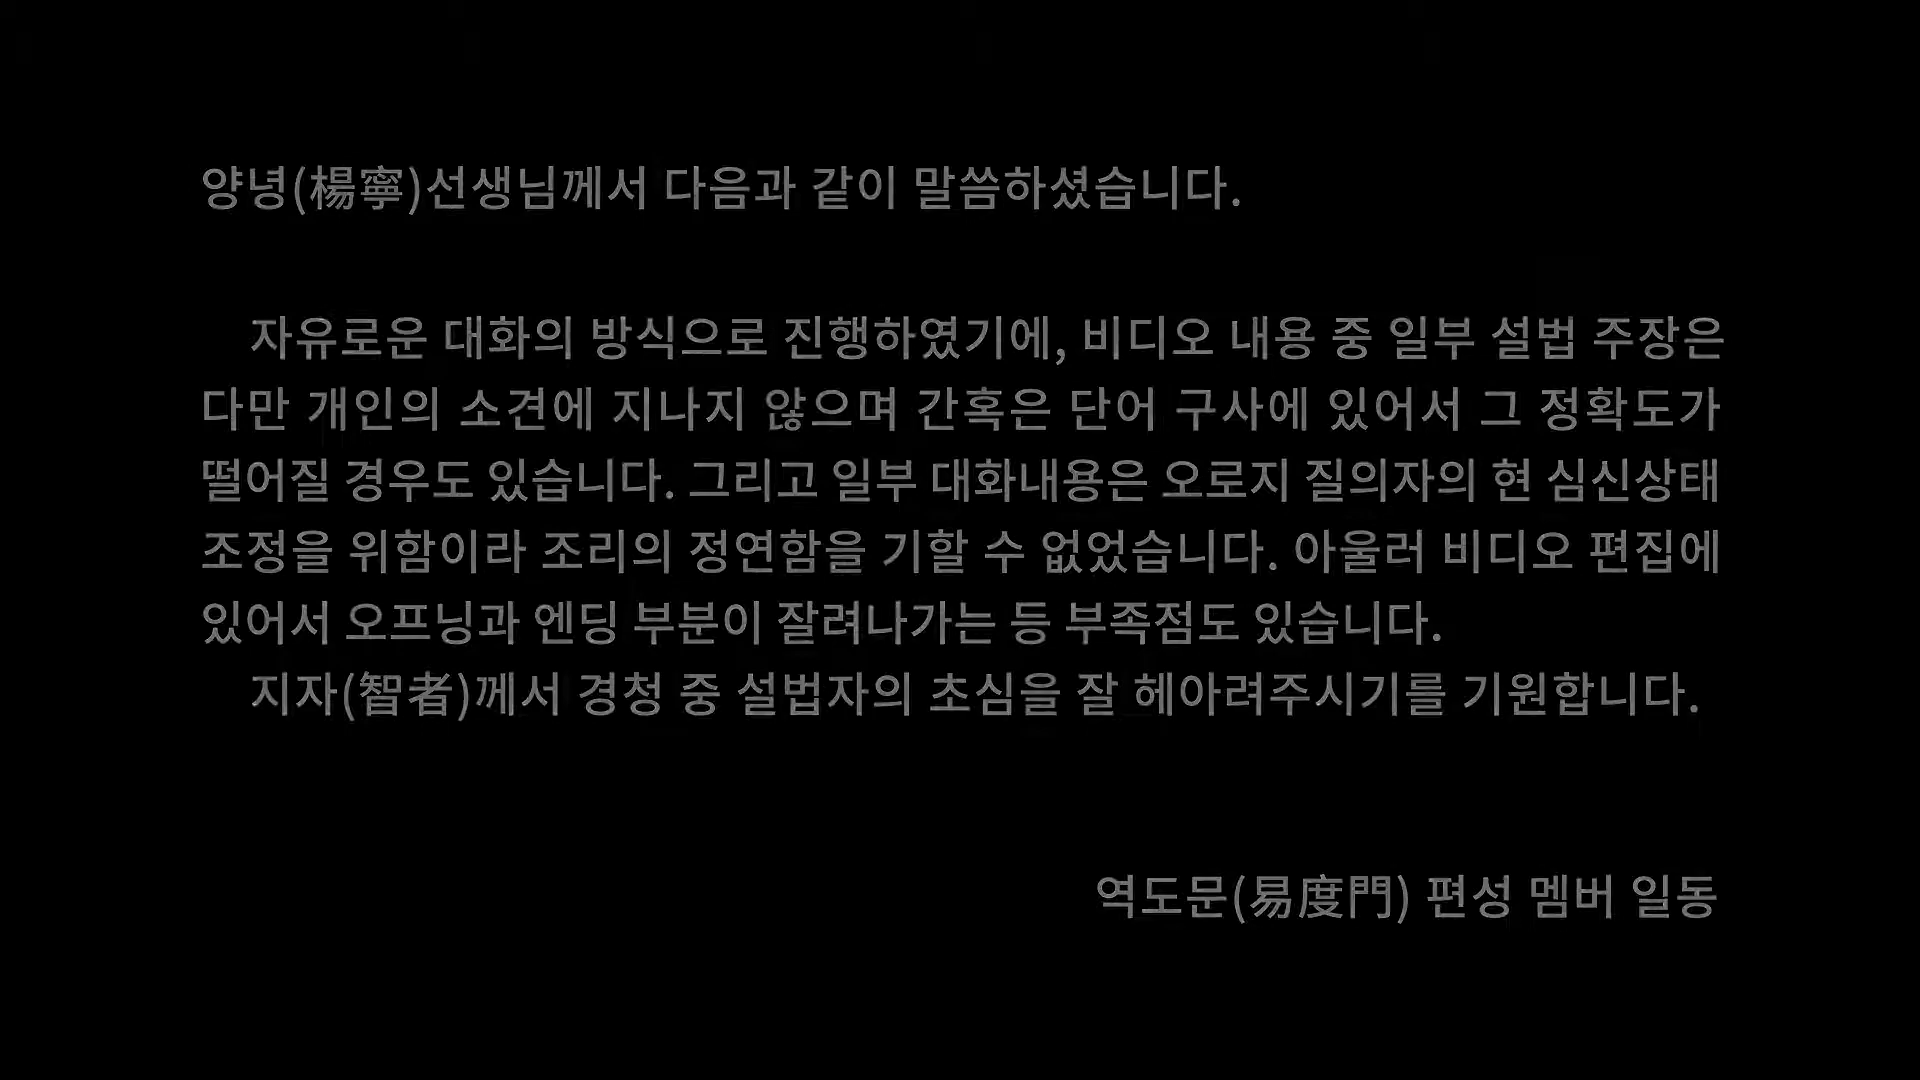 양녕(楊寧)선생님께서 다음과 같이 말씀하셨습니다.
자유로운 대화의 방식으로 진행하였기에, 비디오 내용 중 일부 설법 주장은
다만 개인의 소견에 지나지 않으며 간혹은 단어 구사에 있어서 그 정확도가
떨어질 경우도 있습니다. 그리고 일부 대화내용은 오로지 질의자의 현 심신상태
조정을 위함이라 조리의 정연함을 기할 수 없었습니다. 아울러 비디오 편집에
있어서 오프닝과 엔딩 부분이 잘려나가는 등 부족점도 있습니다.
지자(智者)께서 경청 중 설법자의 초심을 잘 헤아려주시기를 기원합니다.
역도문(易度門) 편성 멤버 일동